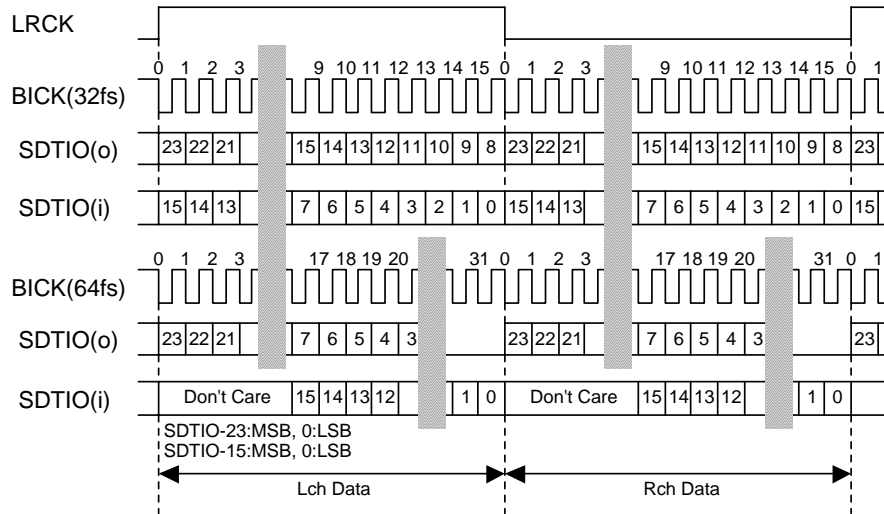 LRCK
0 1 2 3 9 10 11 12 13 14 15 0 1 2 3 9 10 11 12 13 14 15 0 1
BICK(32fs)
SDTIO(o) 23 22 21 15 14 13 12 11 10 9 8 23 22 21 15 14 13 12 11 10 9 8 23
SDTIO(i) 15 14 13 7 6 5 4 3 2 1 0 15 14 13 7 6 5 4 3 2 1 0 15
0 1 2 3 17 18 19 20 31 0 1 2 3 17 18 19 20 31 0 1
BICK(64fs)
SDTIO(o) 23 22 21 7 6 5 4 3 23 22 21 7 6 5 4 3 23
SDTIO(i) Don't Care 15 14 13 12 1 0 Don't Care 15 14 13 12 1 0
SDTIO-23:MSB, 0:LSB
SDTIO-15:MSB, 0:LSB
Lch Data Rch Data